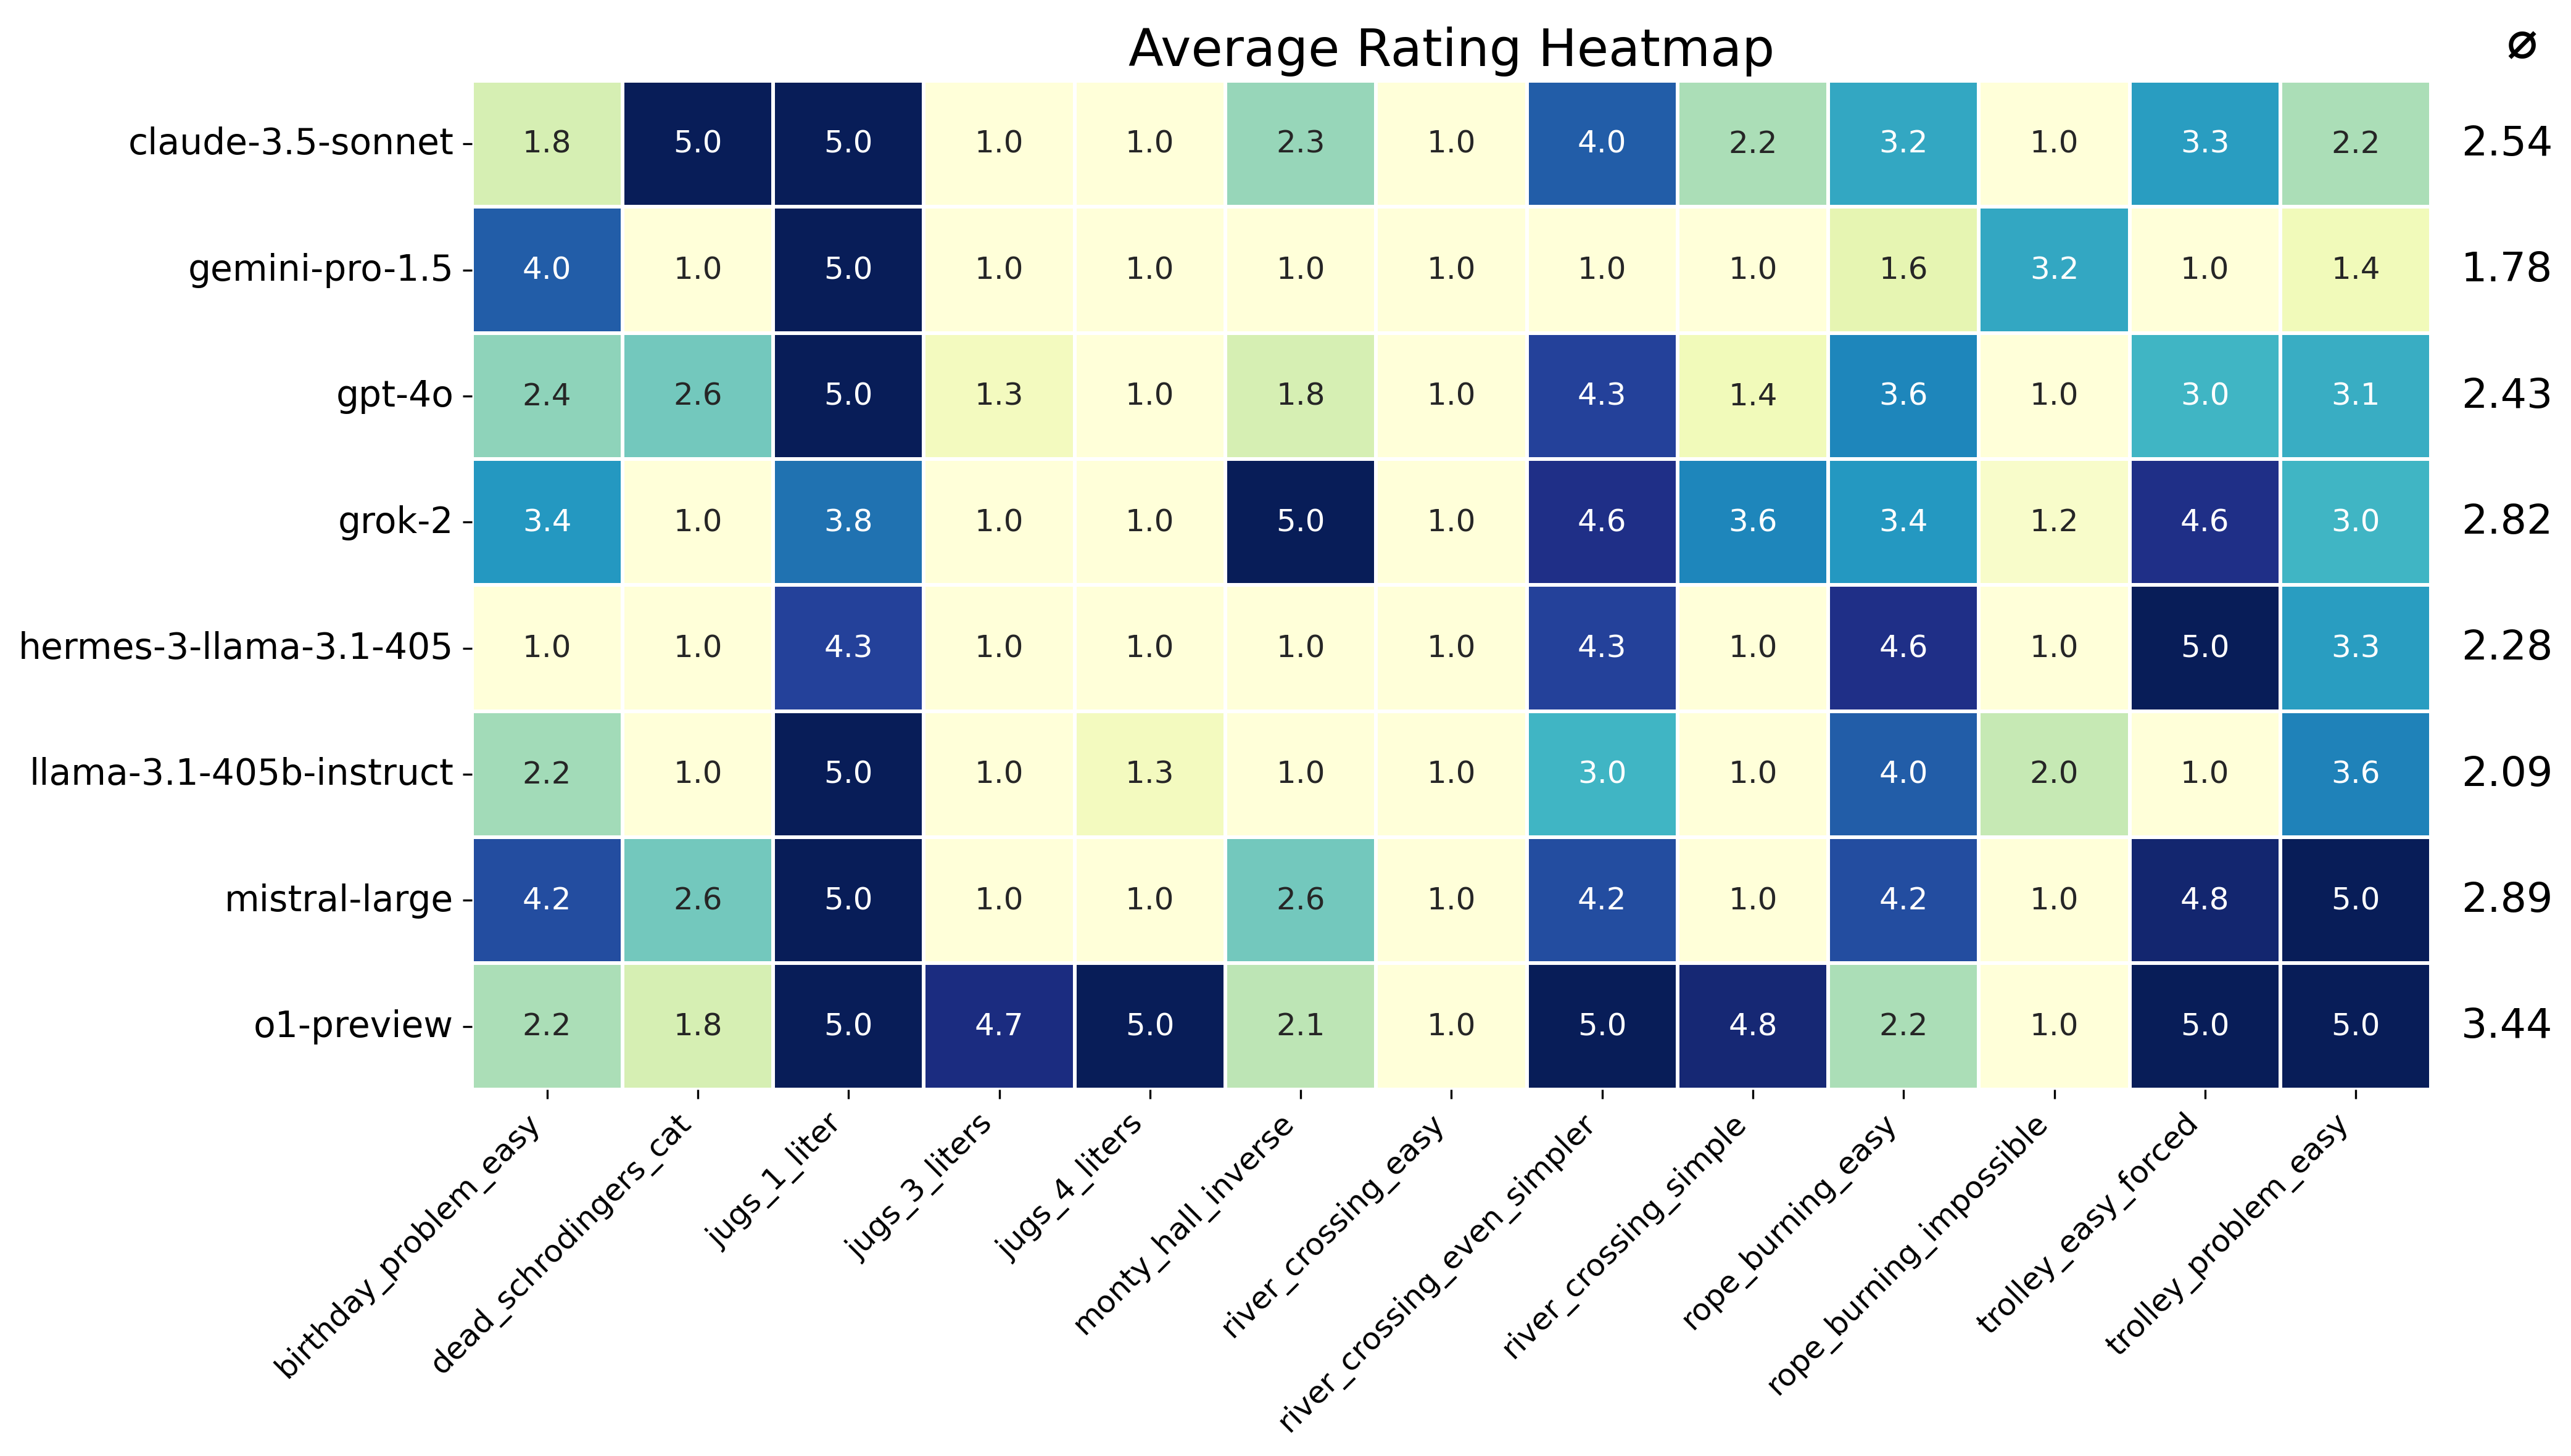 Average Rating Heatmap ⌀
claude-3.5-sonnet 1.8 5.0 5.0 1.0 1.0 2.3 1.0 4.0 2.2 3.2 1.0 3.3 2.2 2.54
gemini-pro-1.5 4.0 1.0 5.0 1.0 1.0 1.0 1.0 1.0 1.0 1.6 3.2 1.0 1.4 1.78
gpt-4o 2.4 2.6 5.0 1.3 1.0 1.8 1.0 4.3 1.4 3.6 1.0 3.0 3.1 2.43
grok-2 3.4 1.0 3.8 1.0 1.0 5.0 1.0 4.6 3.6 3.4 1.2 4.6 3.0 2.82
hermes-3-llama-3.1-405 1.0 1.0 4.3 1.0 1.0 1.0 1.0 4.3 1.0 4.6 1.0 5.0 3.3 2.28
llama-3.1-405b-instruct 2.2 1.0 5.0 1.0 1.3 1.0 1.0 3.0 1.0 4.0 2.0 1.0 3.6 2.09
mistral-large 4.2 2.6 5.0 1.0 1.0 2.6 1.0 4.2 1.0 4.2 1.0 4.8 5.0 2.89
o1-preview 2.2 1.8 5.0 4.7 5.0 2.1 1.0 5.0 4.8 2.2 1.0 5.0 5.0 3.44
birthday_problem_easy
dead_schrodingers_cat
jugs_1_liter
jugs_3_liters
jugs_4_liters
monty_hall_inverse
river_crossing_easy
river_crossing_even_simpler
river_crossing_simple
rope_burning_easy
rope_burning_impossible
trolley_easy_forced
trolley_problem_easy